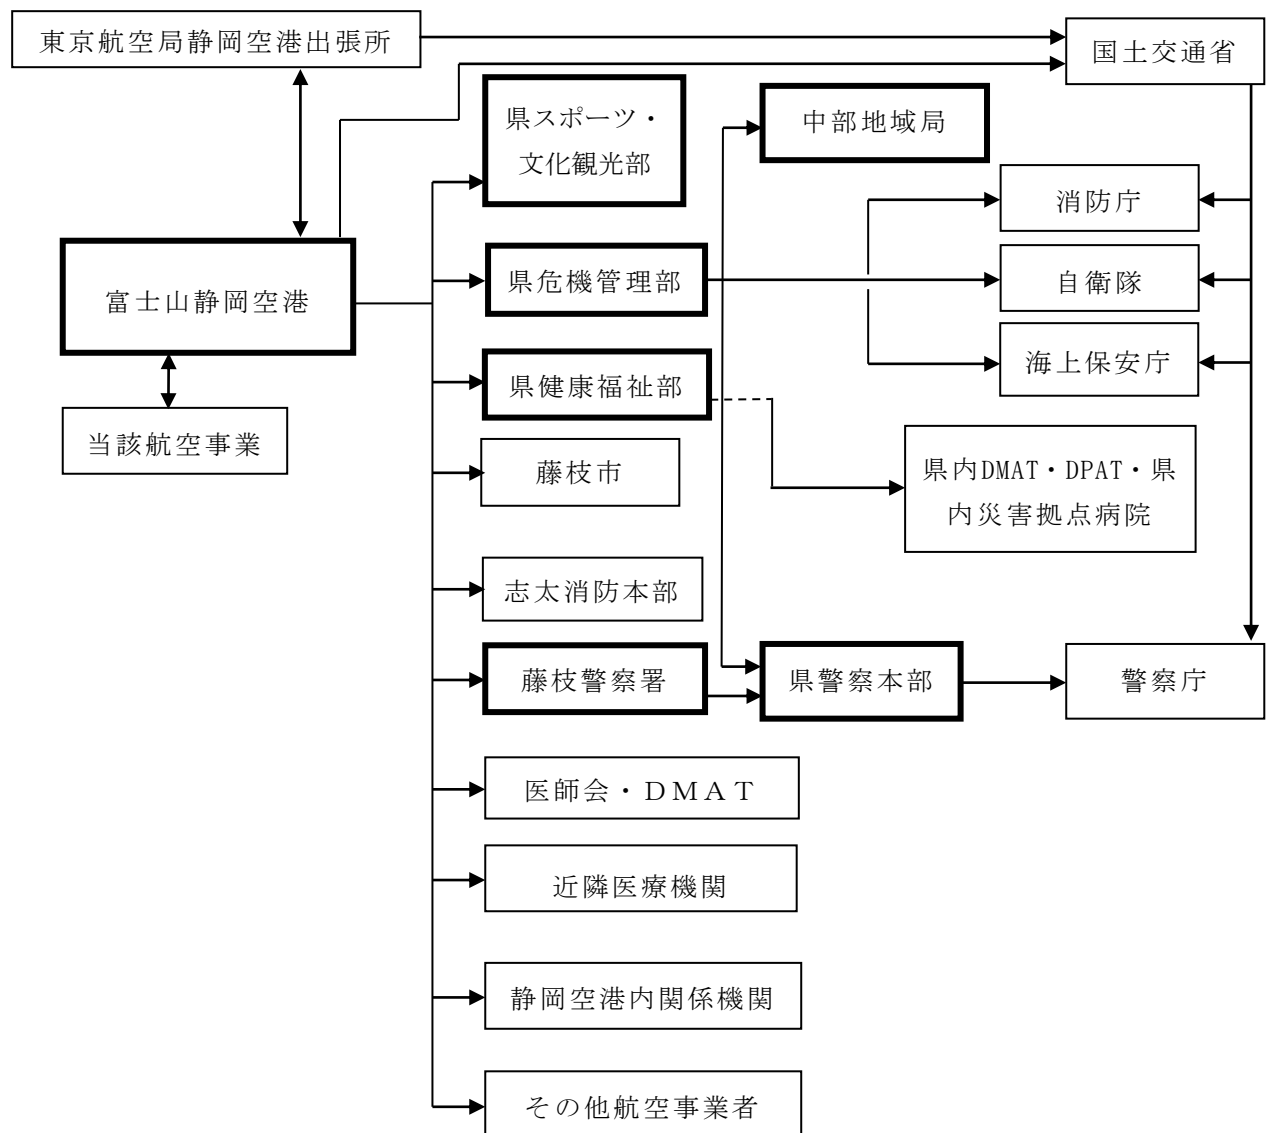 東京航空局静岡空港出張所
国土交通省
県スポーツ・
文化観光部
中部地域局
消防庁
富士山静岡空港
県危機管理部
自衛隊
海上保安庁
県健康福祉部
当該航空事業
藤枝市
県内DMAT・DPAT・県
内災害拠点病院
志太消防本部
藤枝警察署
県警察本部
警察庁
医師会・ＤＭＡＴ
近隣医療機関
静岡空港内関係機関
その他航空事業者